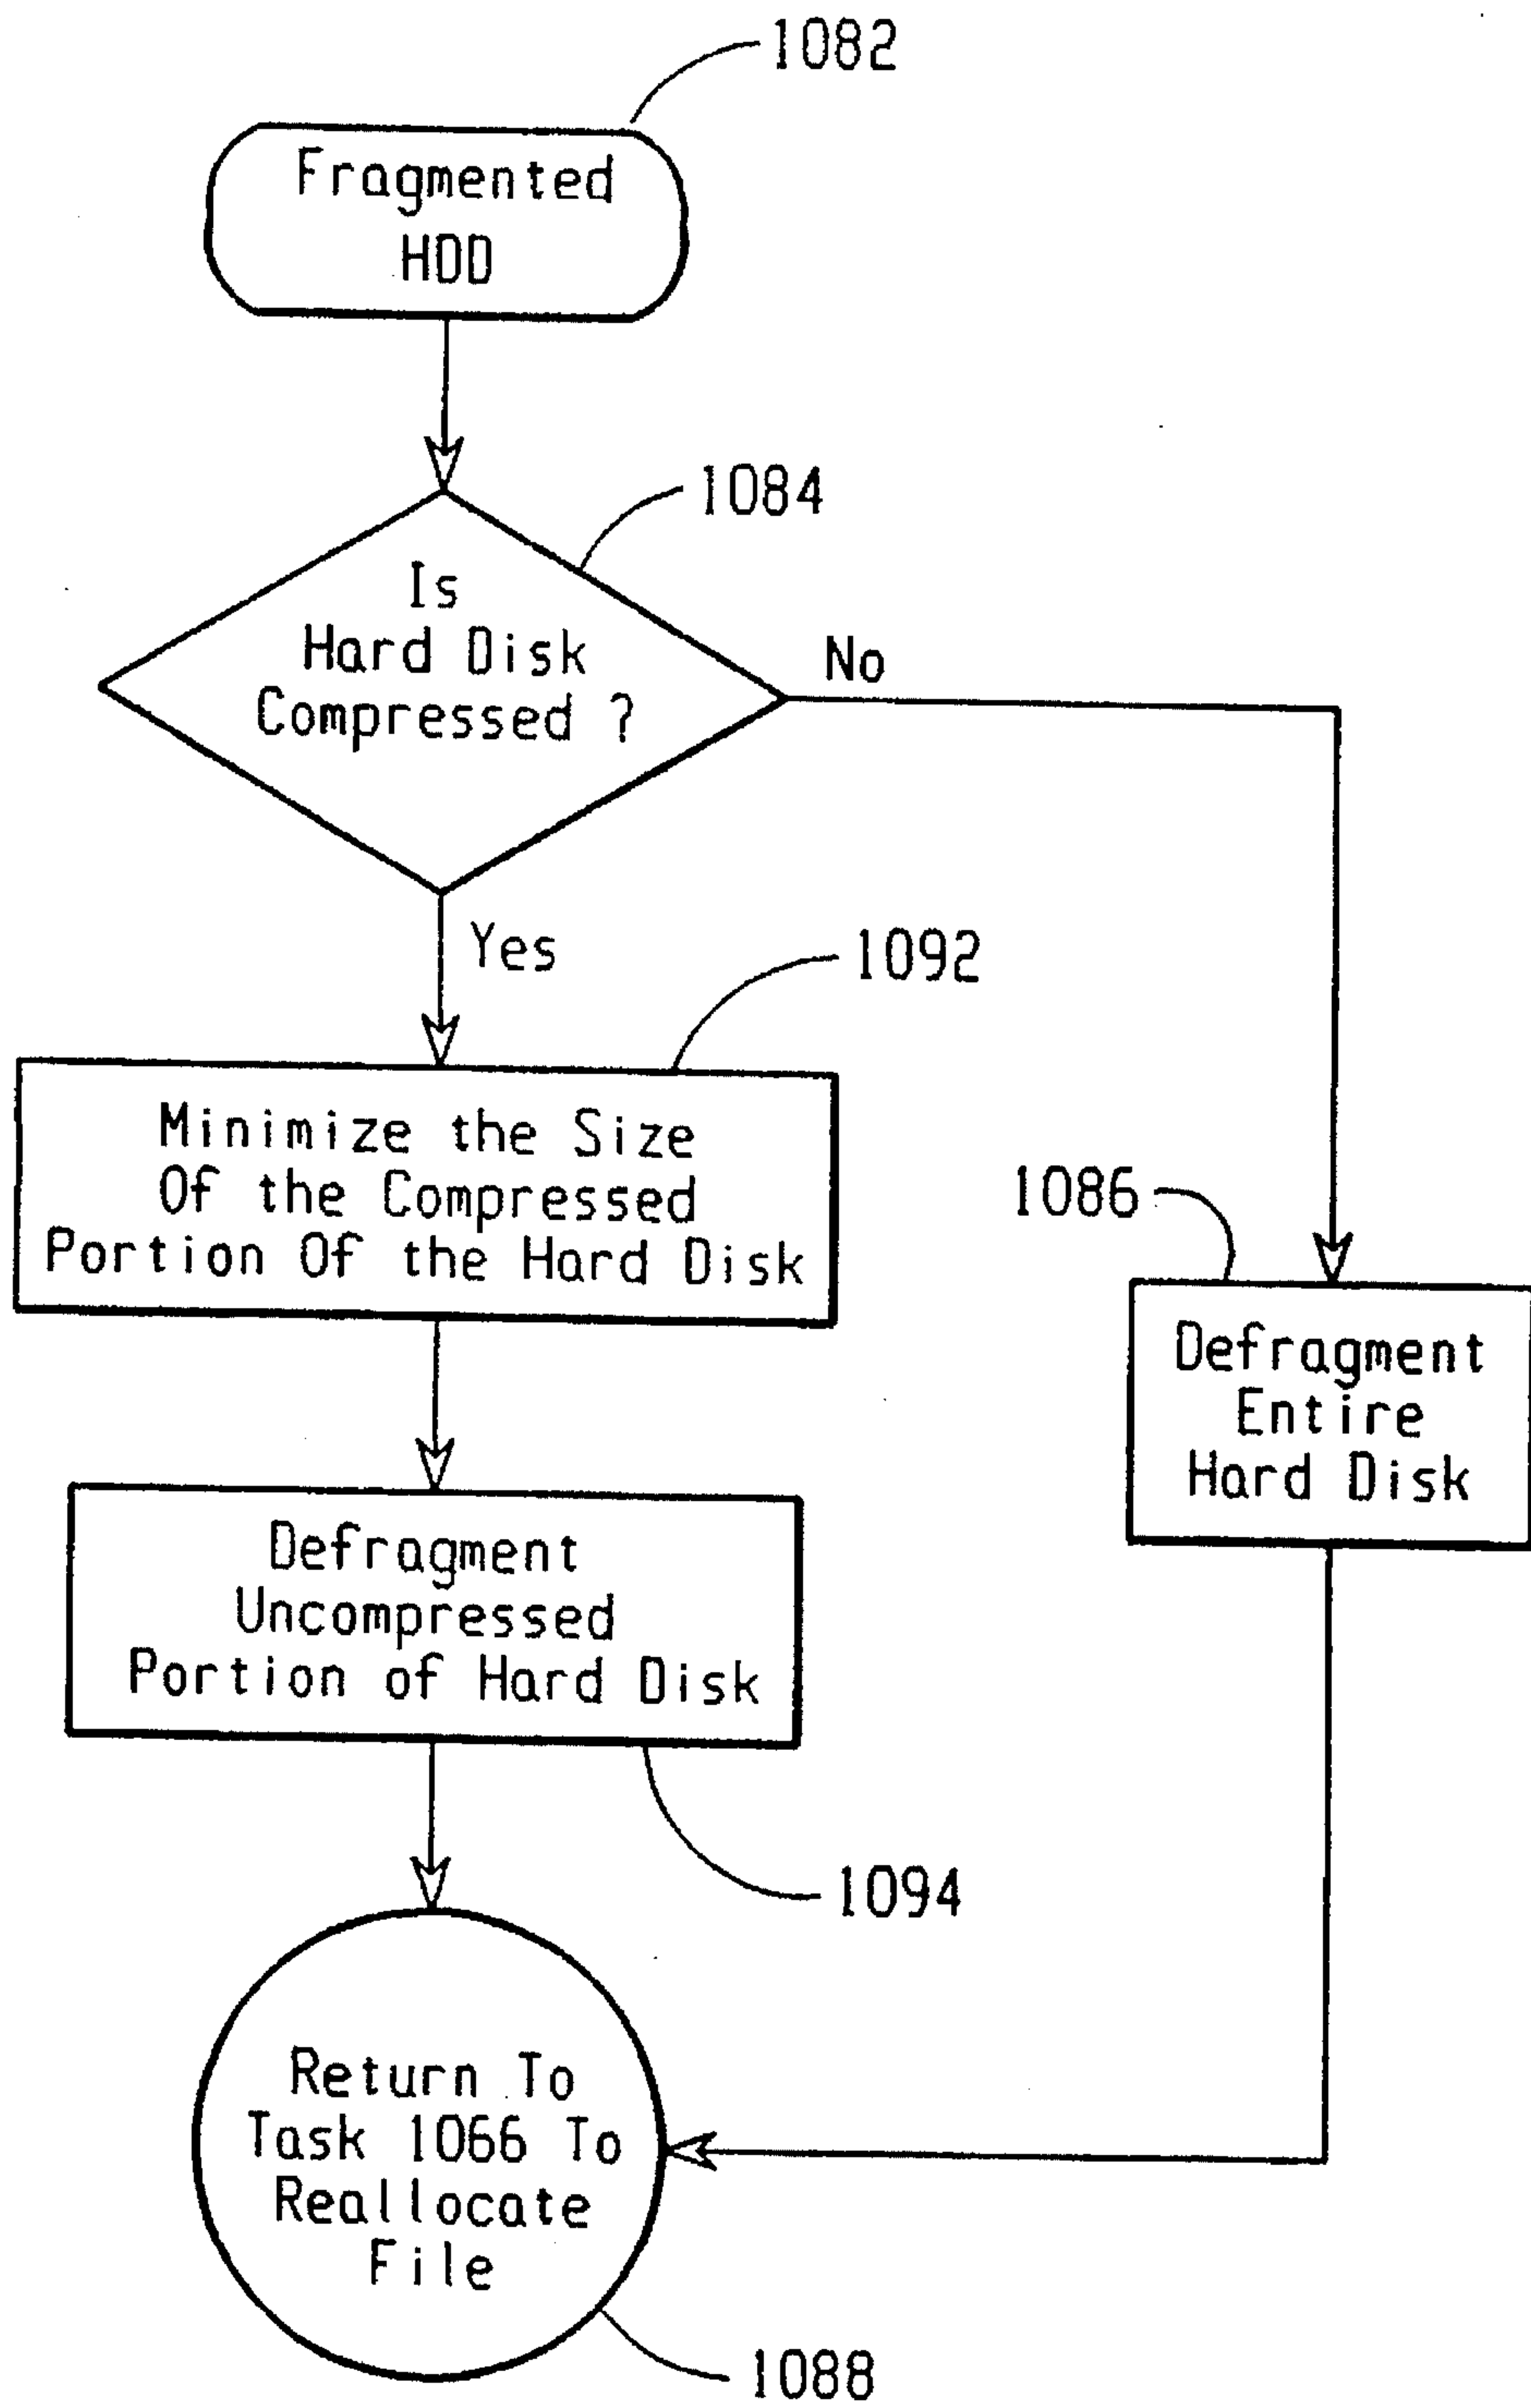 1082
Fragmented
HDD
1084
Is
Hard Disk
Compressed ?
No
Yes
1092
Minimize the Size
Of the Compressed
Portion Of the Hard Disk
1086
Defragment
Entire
Hard Disk
Defragment
Uncompressed
Portion of Hard Disk
1094
Return To
Task 1066 To
Reallocate
File
1088